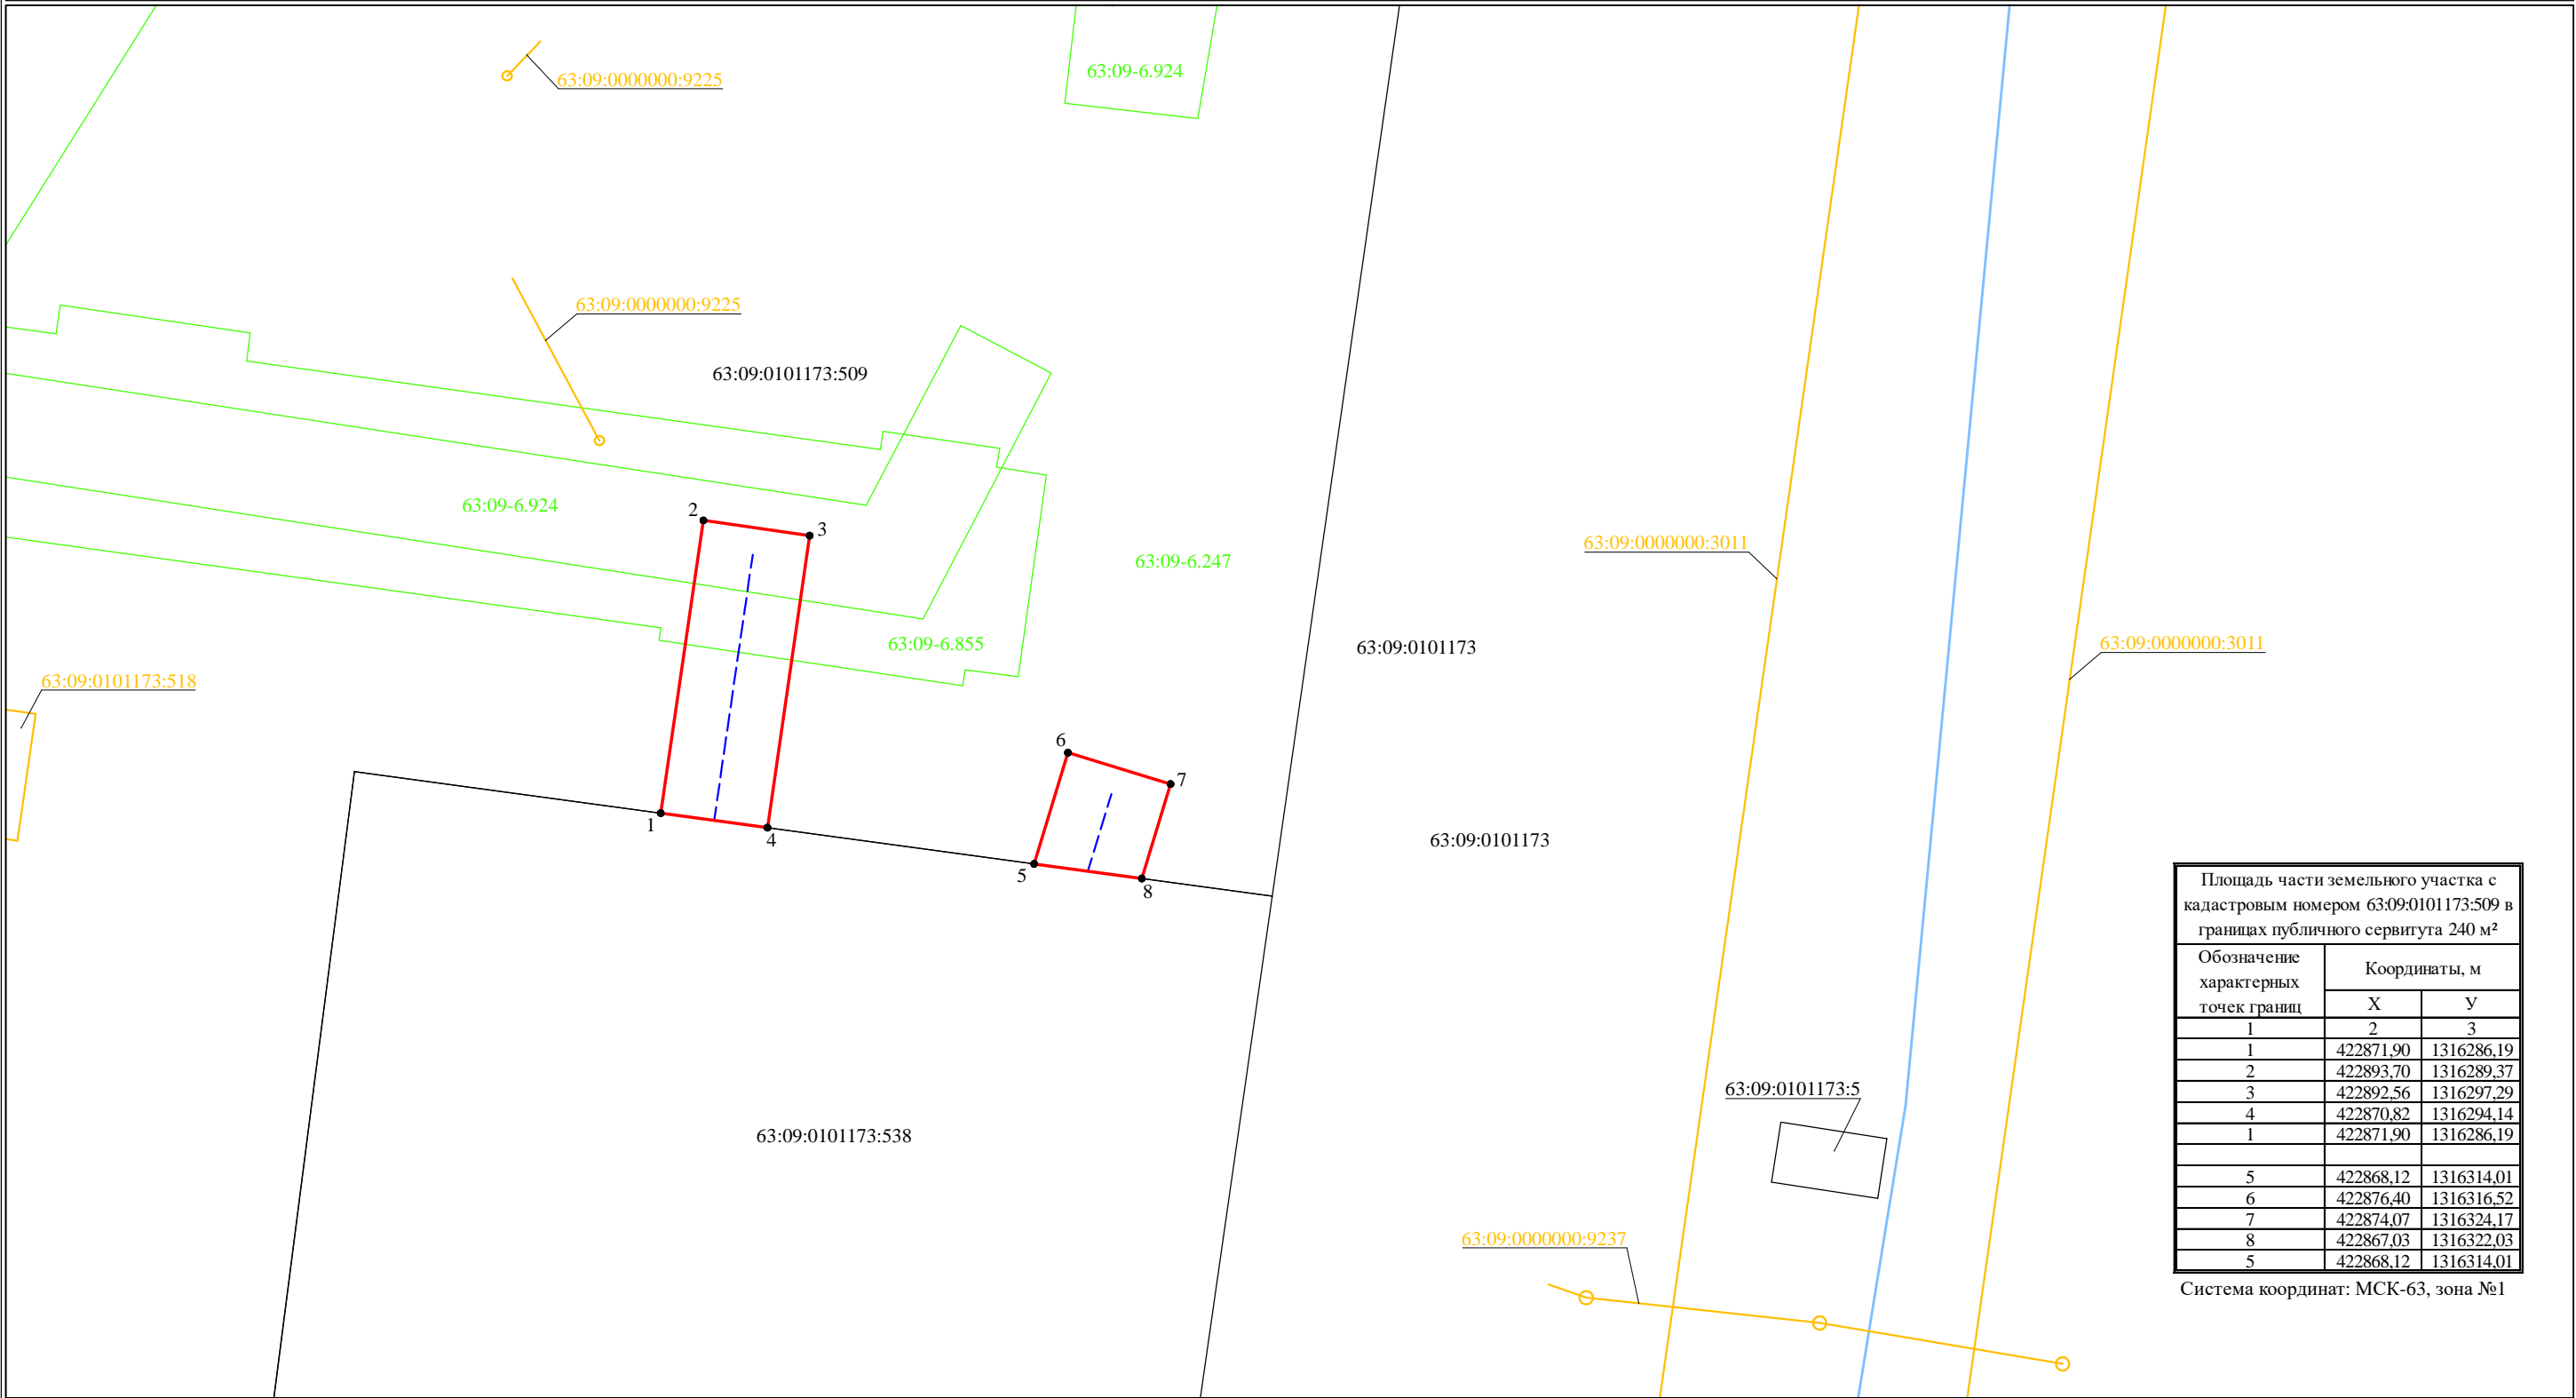 63:09-6.924
63:09:0000000:9225
63:09:0000000:9225
63:09:0101173:509
63:09-6.924
2
3
63:09:0000000:3011
63:09-6.247
63:09-6.855
63:09:0101173
63:09:0000000:3011
63:09:0101173:518
6
7
1
4
63:09:0101173
5
8
Площадь части земельного участка с
кадастровым номером 63:09:0101173:509 в
границах публичного сервитута 240 м²
Обозначение
характерных
точек границ
Координаты, м
Х У
1 2 3
1 422871,90 1316286,19
2 422893,70 1316289,37
3 422892,56 1316297,29
4 422870,82 1316294,14
1 422871,90 1316286,19
5 422868,12 1316314,01
6 422876,40 1316316,52
7 422874,07 1316324,17
8 422867,03 1316322,03
5 422868,12 1316314,01
Система координат: МСК-63, зона №1
63:09:0101173:5
63:09:0101173:538
63:09:0000000:9237